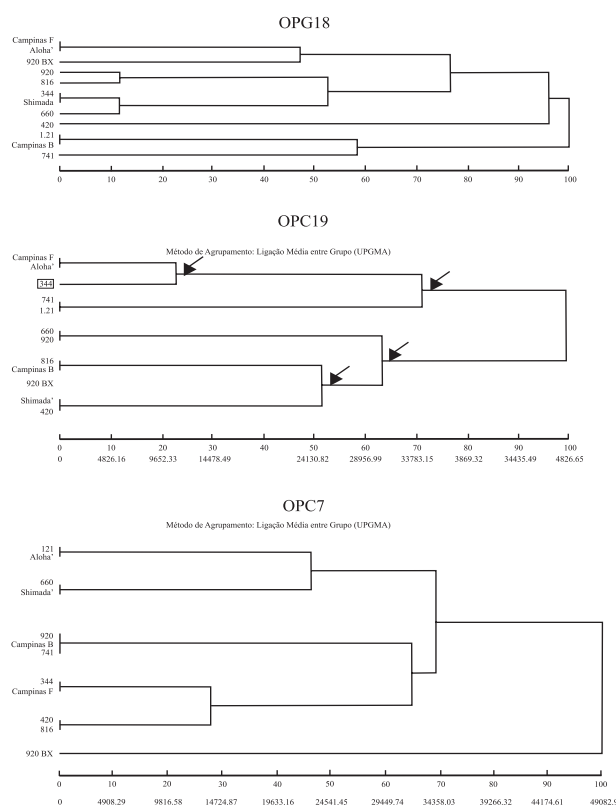 OPG18
Campinas F
Aloha'
920 BX
920
816
344
Shimada
660
420
1.21
Campinas B
741
0 10 20 30 40 50 60 70 80 90 100
OPC19
Método de Agrupamento: Ligação Média entre Grupo (UPGMA)
Campinas F
Aloha'
344
741
1.21
660
920
816
Campinas B
920 BX
Shimada'
420
0 10 20 30 40 50 60 70 80 90 100
0 4826.16 9652.33 14478.49 24130.82 28956.99 33783.15 3869.32 34435.49 4826.65
OPC7
Método de Agrupamento: Ligação Média entre Grupo (UPGMA)
121
Aloha'
660
Shimada'
920
Campinas B
741
344
Campinas F
420
816
920 BX
0 10 20 30 40 50 60 70 80 90 100
0 4908.29 9816.58 14724.87 19633.16 24541.45 29449.74 34358.03 39266.32 44174.61 49082.9